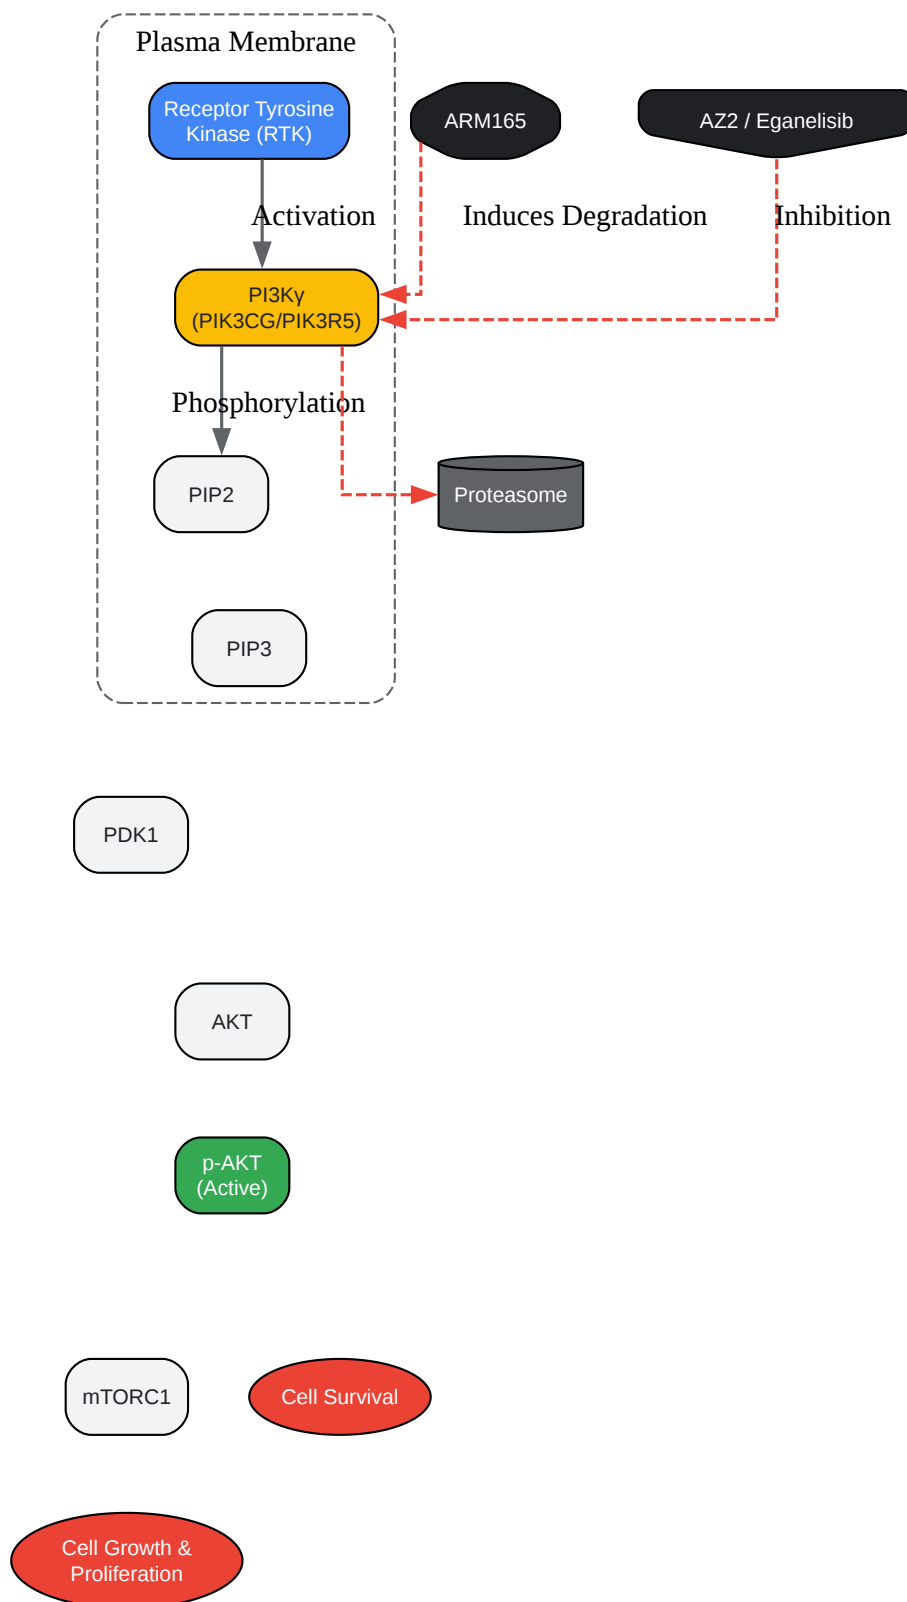 Plasma Membrane
Receptor Tyrosine
Kinase (RTK)
ARM165
AZ2 / Eganelisib
Activation
Induces Degradation
Inhibition
PI3Kγ
(PIK3CG/PIK3R5)
Phosphorylation
PIP2
Proteasome
PIP3
PDK1
AKT
p-AKT
(Active)
mTORC1
Cell Survival
Cell Growth &
Proliferation